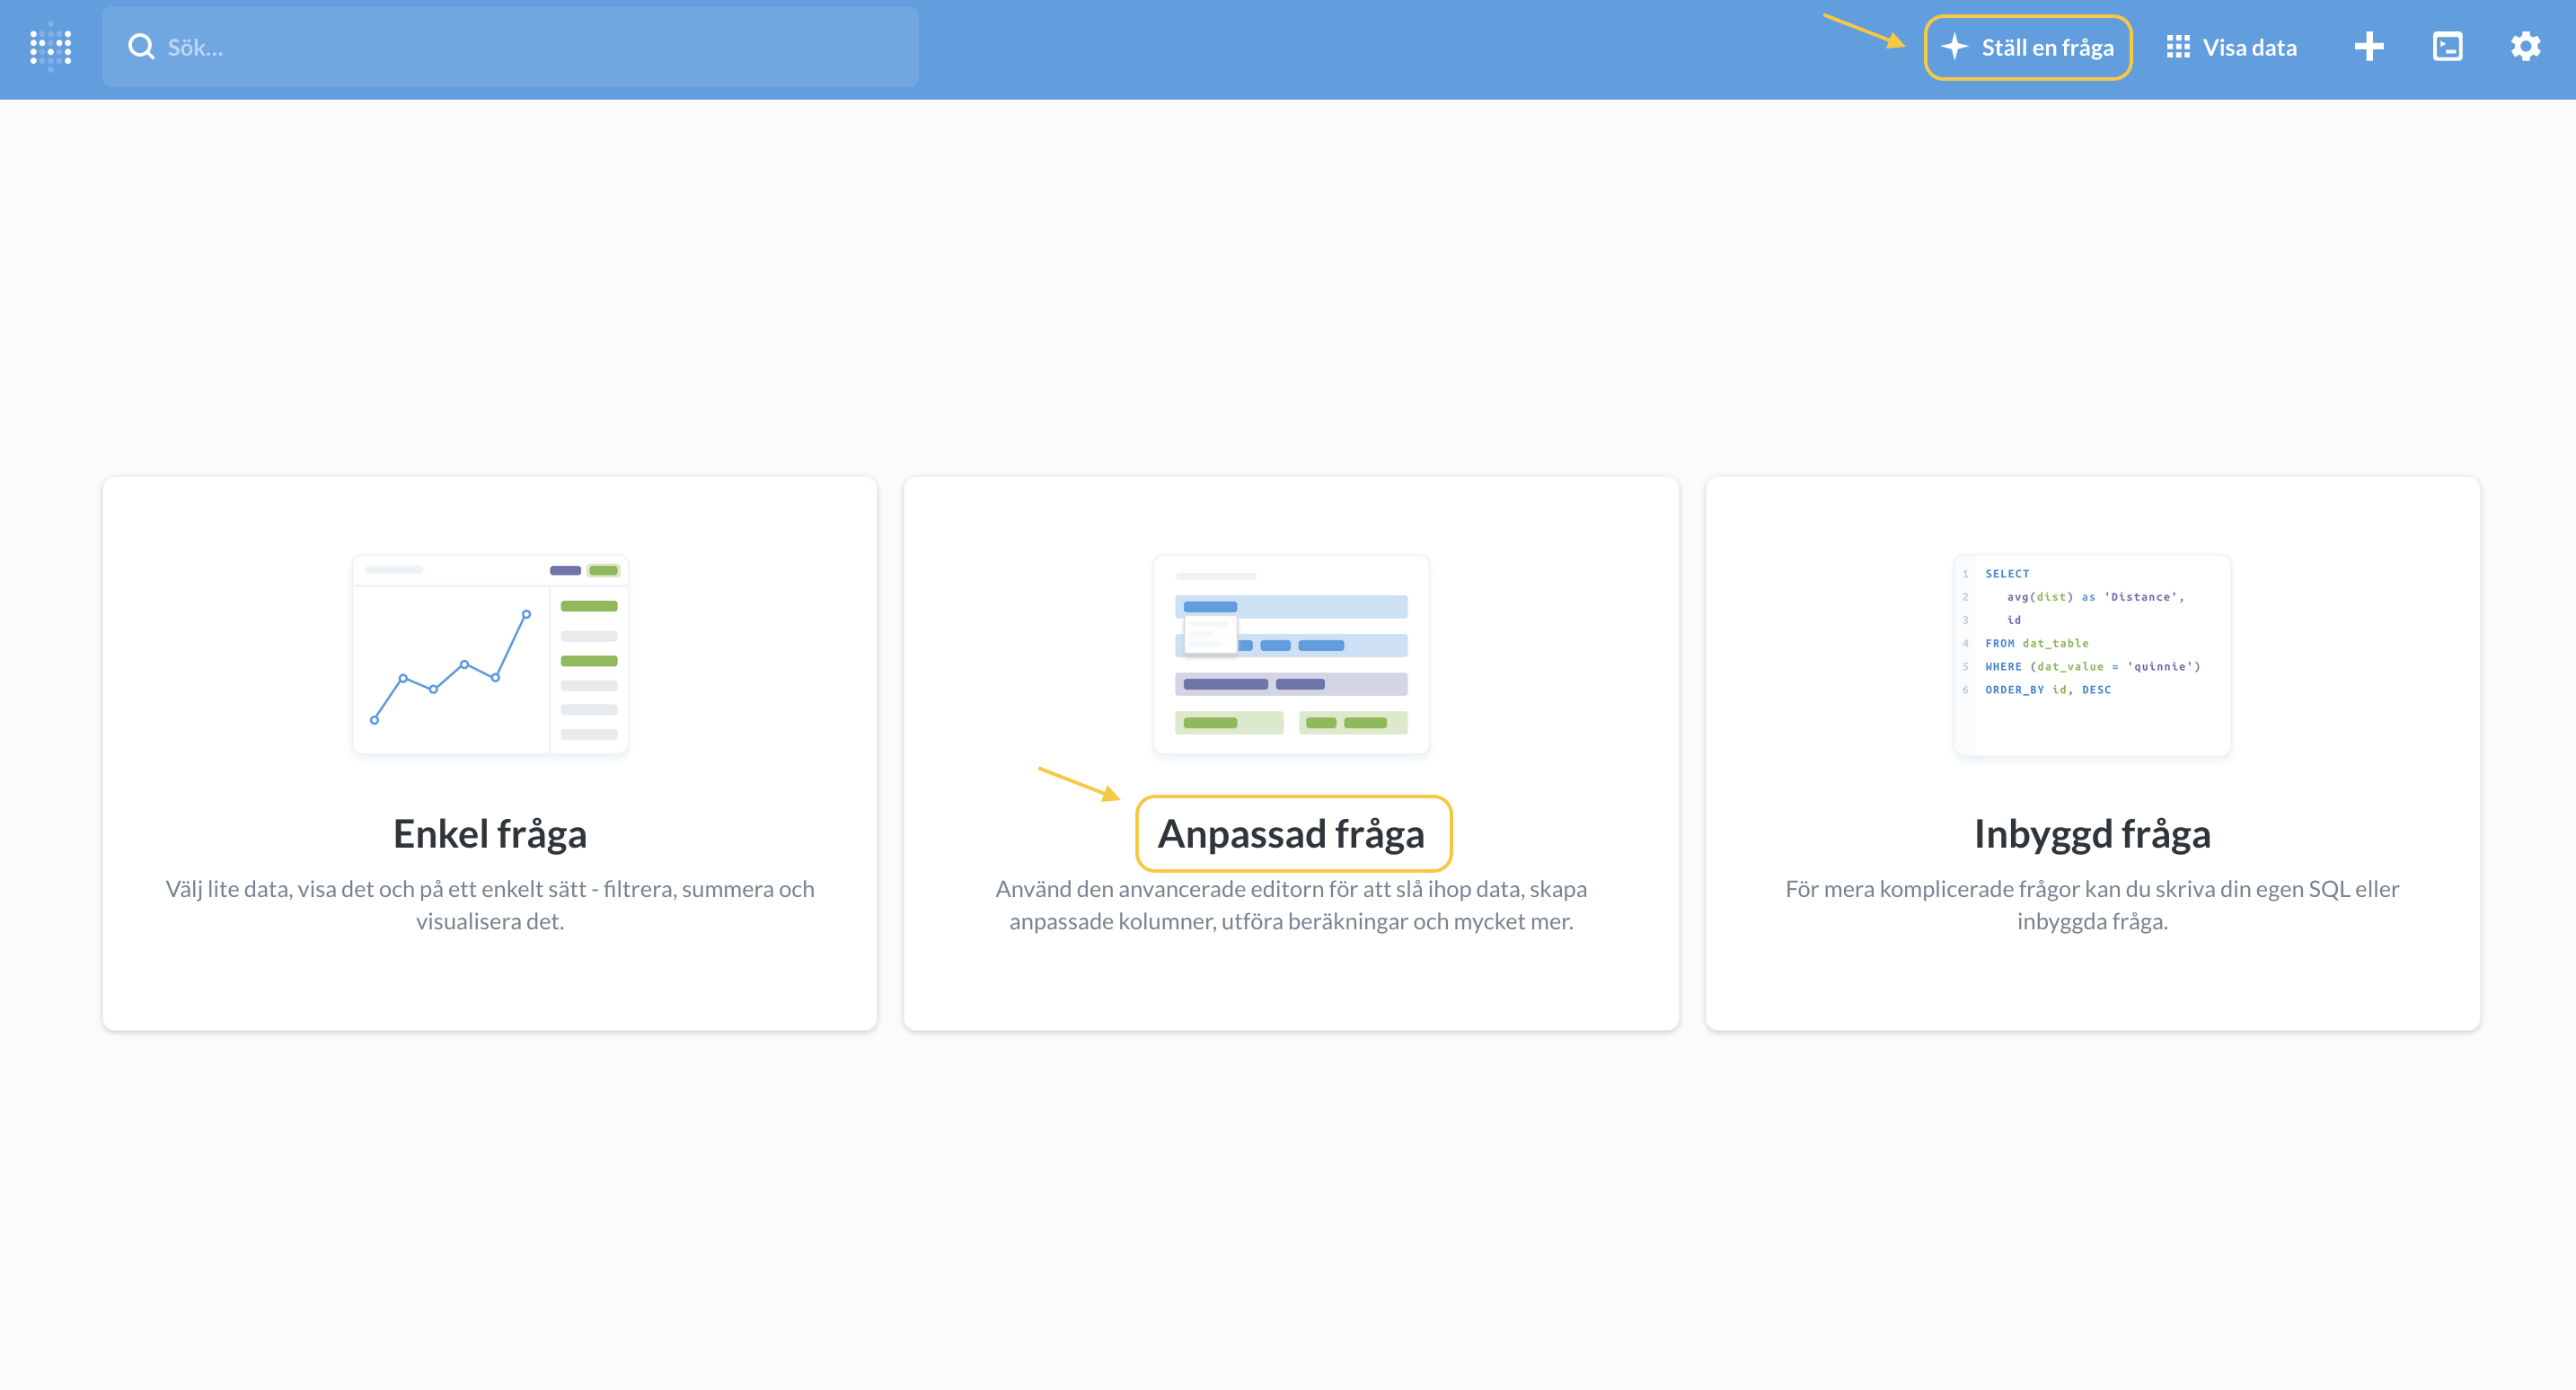 Sök...
Ställ en fråga
Visa data
1 SELECT
2 avg(dist) as 'Distance',
3 id
4 FROM dat_table
5 WHERE (dat_value = 'quinnie')
6 ORDER_BY id, DESC
Enkel fråga
Välj lite data, visa det och på ett enkelt sätt - filtrera, summera och
visualisera det.
Anpassad fråga
Använd den anvancerade editorn för att slå ihop data, skapa
anpassade kolumner, utföra beräkningar och mycket mer.
Inbyggd fråga
För mera komplicerade frågor kan du skriva din egen SQL eller
inbyggda fråga.